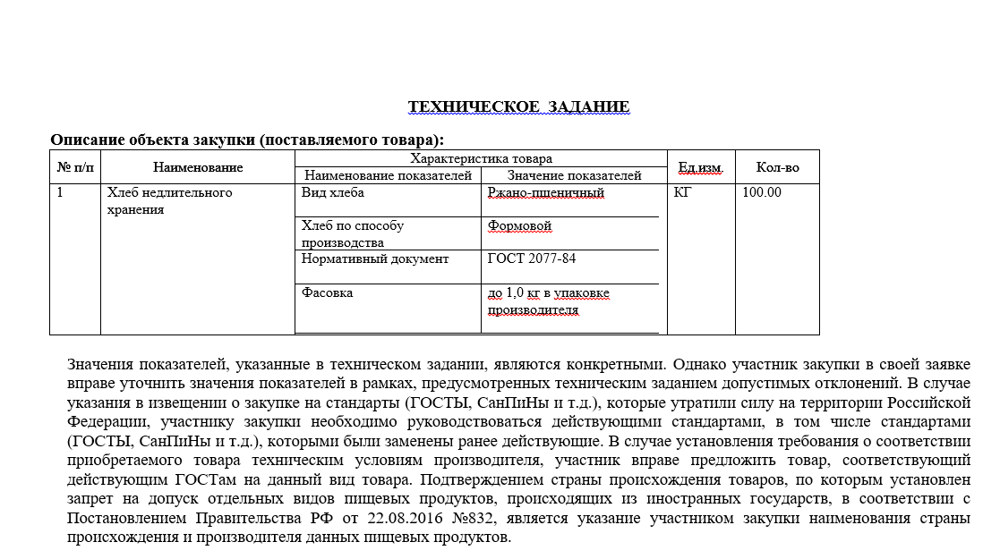 ТЕХНИЧЕСКОЕ ЗАДАНИЕ
Описание объекта закупки (поставляемого товара):
№ п/п Наименование Характеристика товара Ед.изм. Кол-во
Наименование показателей Значение показателей
1 Хлеб недлительного Вид хлеба Ржано-пшеничный КГ 100.00
хранения
Хлеб по способу Формовой
производства
Нормативный документ ГОСТ 2077-84
Фасовка до 1,0 кг в упаковке
производителя
Значения показателей, указанные в техническом задании, являются конкретными. Однако участник закупки в своей заявке
вправе уточнить значения показателей в рамках, предусмотренных техническим заданием допустимых отклонений. В случае
указания в извещении о закупке на стандарты (ГОСТЫ, СанПиНы и т.д.), которые утратили силу на территории Российской
Федерации, участнику закупки необходимо руководствоваться действующими стандартами, в том числе стандартами
(ГОСТЫ, СанПиНы и т.д.), которыми были заменены ранее действующие. В случае установления требования о соответствии
приобретаемого товара техническим условиям производителя, участник вправе предложить товар, соответствующий
действующим ГОСТам на данный вид товара. Подтверждением страны происхождения товаров, по которым установлен
запрет на допуск отдельных видов пищевых продуктов, происходящих из иностранных государств, в соответствии с
Постановлением Правительства РФ от 22.08.2016 №832, является указание участником закупки наименования страны
происхождения и производителя данных пищевых продуктов.